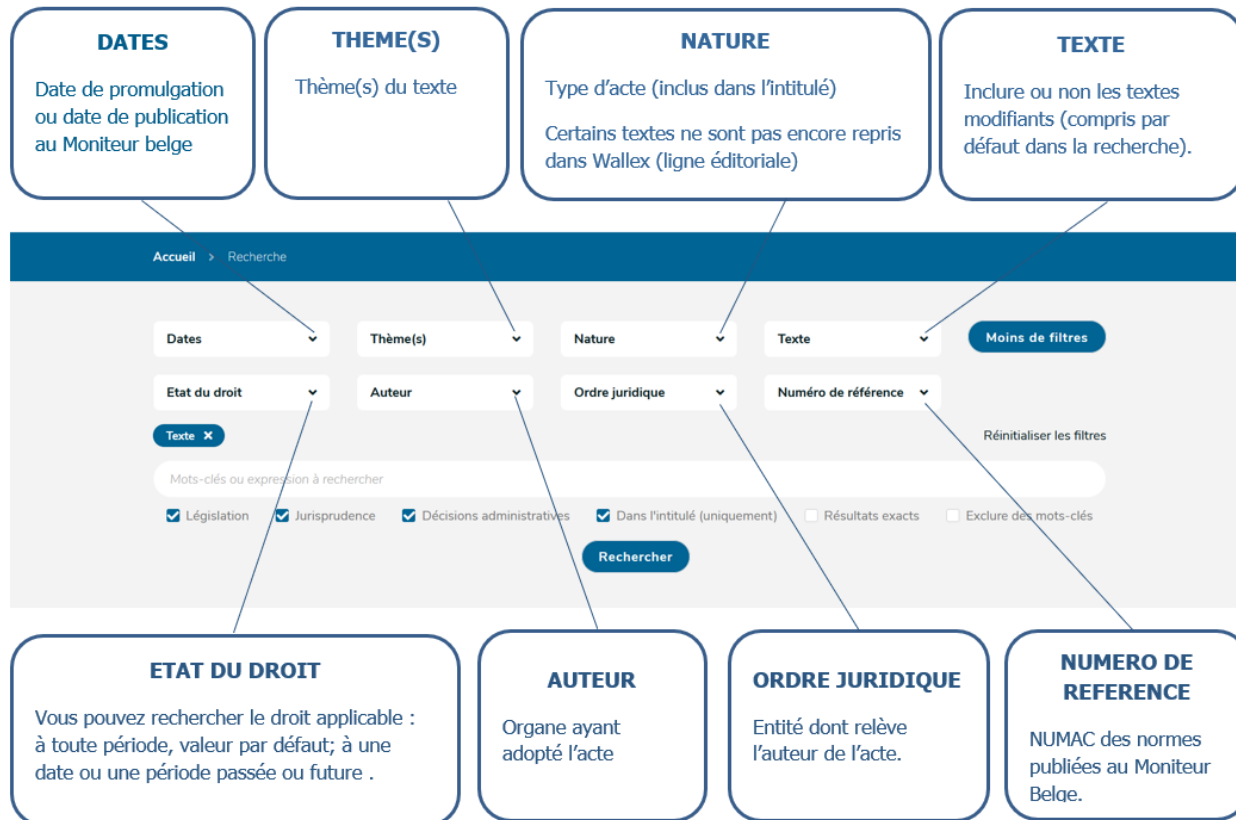 DATES
Date de promulgation
ou date de publication
au Moniteur belge
THEME(S)
Thème(s) du texte
NATURE
Type d’acte (inclus dans l’intitulé)
Certains textes ne sont pas encore repris
dans Wallex (ligne éditoriale)
TEXTE
Inclure ou non les textes
modifiants (compris par
défaut dans la recherche).
Accueil > Recherche
Dates
Thème(s)
Nature
Texte
Moins de filtres
Etat du droit
Auteur
Ordre juridique
Numéro de référence
Texte X
Réinitialiser les filtres
Mots-clés ou expression à rechercher
Législation
Jurisprudence
Décisions administratives
Dans l'intitulé (uniquement)
Résultats exacts
Exclure des mots-clés
Rechercher
ETAT DU DROIT
Vous pouvez rechercher le droit applicable :
à toute période, valeur par défaut; à une
date ou une période passée ou future .
AUTEUR
Organe ayant
adopté l’acte
ORDRE JURIDIQUE
Entité dont relève
l’auteur de l’acte.
NUMERO DE
REFERENCE
NUMAC des normes
publiées au Moniteur
Belge.